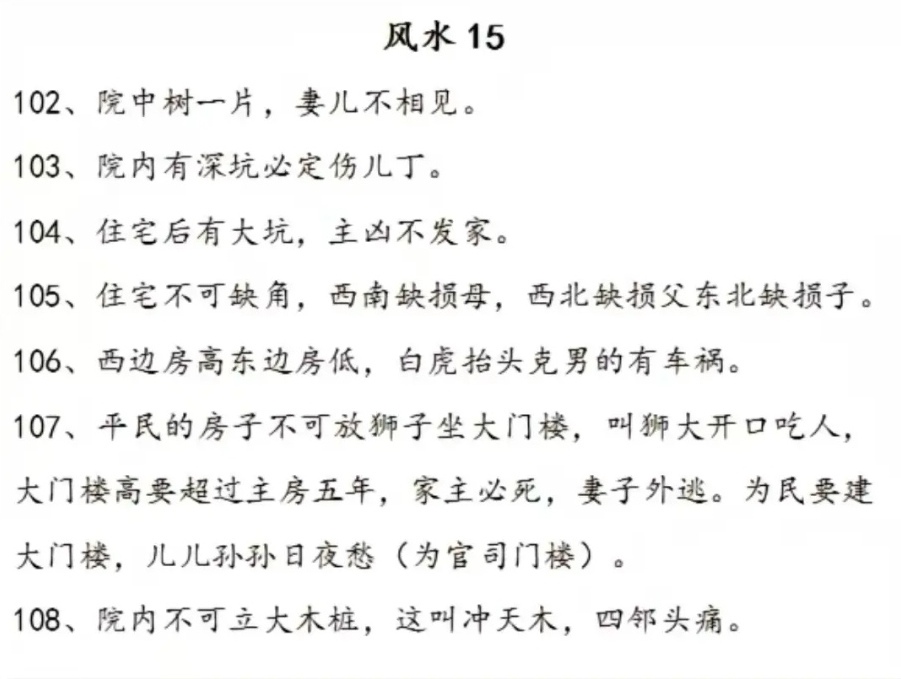 风水 15
102、院中树一片，妻儿不相见。
103、院内有深坑必定伤儿丁。
104、住宅后有大坑，主凶不发家。
105、住宅不可缺角，西南缺损母，西北缺损父东北缺损子。
106、西边房高东边房低，白虎抬头克男的有车祸。
107、平民的房子不可放狮子坐大门楼，叫狮大开口吃人，
大门楼高要超过主房五年，家主必死，妻子外逃。为民要建
大门楼，儿儿孙孙日夜愁（为官司门楼）。
108、院内不可立大木桩，这叫冲天木，四邻头痛。